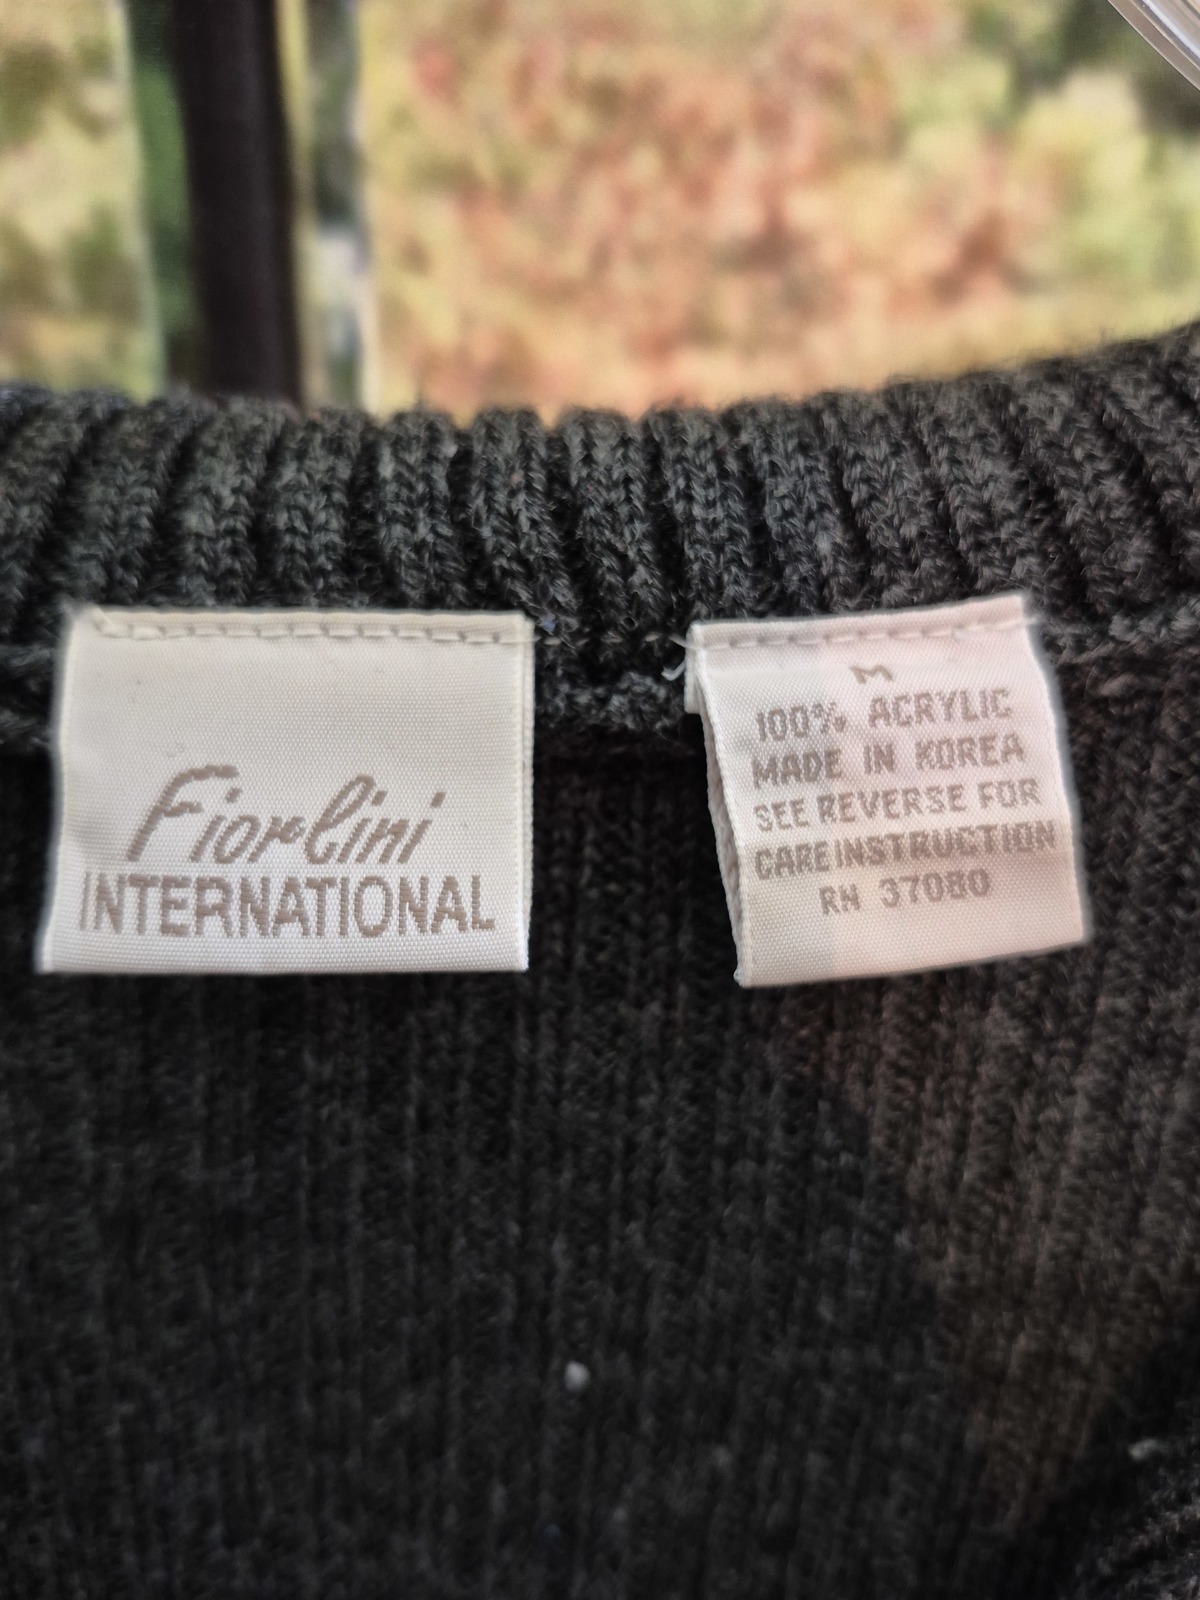 Fiorlini
INTERNATIONAL
M
100% ACRYLIC
MADE IN KOREA
SEE REVERSE FOR
CARE INSTRUCTION
RN 37080